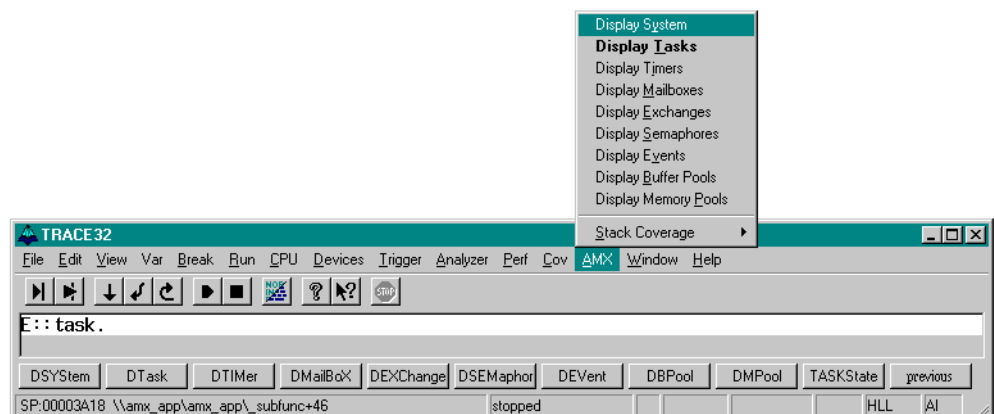 Display System
Display Tasks
Display Timers
Display Mailboxes
Display Exchanges
Display Semaphores
Display Events
Display Buffer Pools
Display Memory Pools
Stack Coverage
TRACE32
File Edit View Var Break Run CPU Devices Trigger Analyzer Perf Cov AMX Window Help
STOP
E::task.
DSYStem DTask DTIMer DMailBoX DEXChange DSEMaphor DEVent DBPool DMPool TASKState previous
SP:00003A18 \\amx_app\amx_app\_subfunc+46 stopped HLL AI